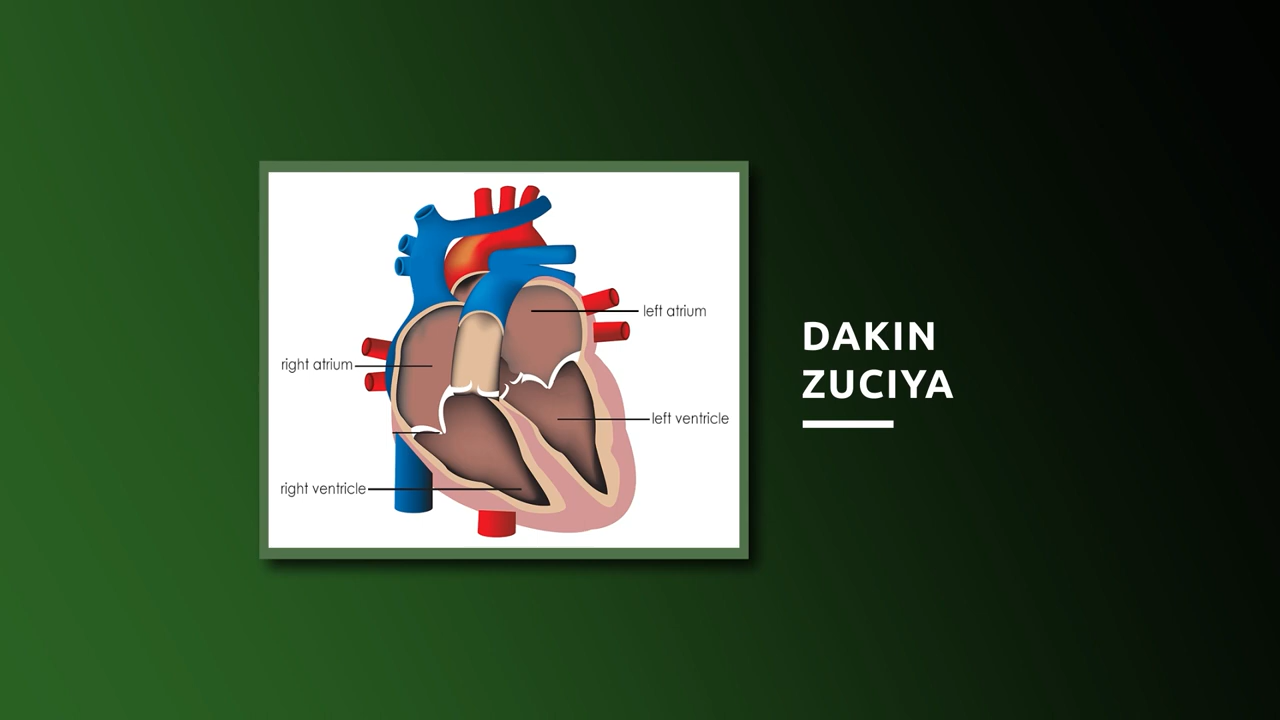 left atrium
right atrium
left ventricle
right ventricle
DAKIN
ZUCIYA